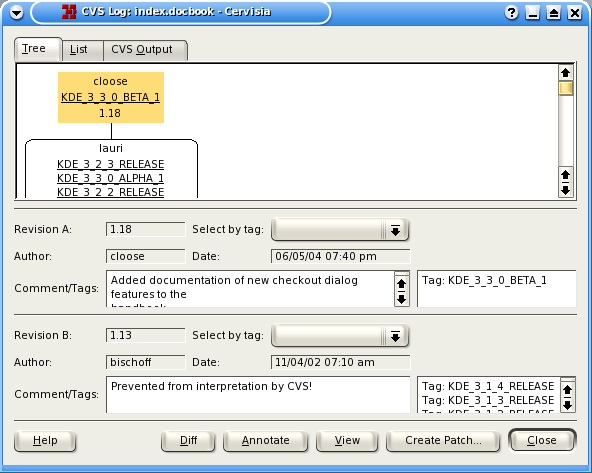 CVS Log: index.docbook - Cervisia
Tree List CVS Output
cloose
KDE_3_3_0_BETA_1
1.18
lauri
KDE_3_2_3_RELEASE
KDE_3_3_0_ALPHA_1
KDE_3_2_2_RELEASE
Revision A: 1.18 Select by tag:
Author: cloose Date: 06/05/04 07:40 pm
Comment/Tags: Added documentation of new checkout dialog
features to the
handbook
Tag: KDE_3_3_0_BETA_1
Revision B: 1.13 Select by tag:
Author: bischoff Date: 11/04/02 07:10 am
Comment/Tags: Prevented from interpretation by CVS!
Tag: KDE_3_1_4_RELEASE
Tag: KDE_3_1_3_RELEASE
Tag: KDE_3_1_2_RELEASE
Help Diff Annotate View Create Patch... Close